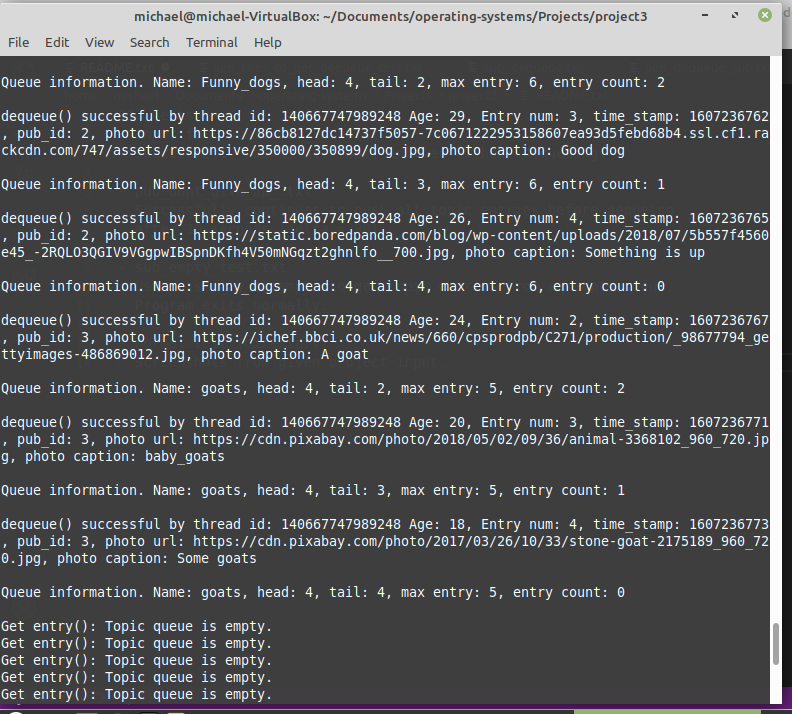 michael@michael-VirtualBox: ~/Documents/operating-systems/Projects/project3
File Edit View Search Terminal Help
Queue information. Name: Funny_dogs, head: 4, tail: 2, max entry: 6, entry count: 2
dequeue() successful by thread id: 140667747989248 Age: 29, Entry num: 3, time_stamp: 1607236762
, pub_id: 2, photo url: https://86cb8127dc14737f5057-7c0671222953158607ea93d5febd68b4.ssl.cf1.ra
ckcdn.com/747/assets/responsive/350000/350899/dog.jpg, photo caption: Good dog
Queue information. Name: Funny_dogs, head: 4, tail: 3, max entry: 6, entry count: 1
dequeue() successful by thread id: 140667747989248 Age: 26, Entry num: 4, time_stamp: 1607236765
, pub_id: 2, photo url: https://static.boredpanda.com/blog/wp-content/uploads/2018/07/5b557f4560
e45_-2RQLO3QGIV9VGgpwIBSpnDKfh4V50mNGqzt2ghnlfo__700.jpg, photo caption: Something is up
Queue information. Name: Funny_dogs, head: 4, tail: 4, max entry: 6, entry count: 0
dequeue() successful by thread id: 140667747989248 Age: 24, Entry num: 2, time_stamp: 1607236767
, pub_id: 3, photo url: https://ichef.bbci.co.uk/news/660/cpsprodpb/C271/production/_98677794_ge
ttyimages-486869012.jpg, photo caption: A goat
Queue information. Name: goats, head: 4, tail: 2, max entry: 5, entry count: 2
dequeue() successful by thread id: 140667747989248 Age: 20, Entry num: 3, time_stamp: 1607236771
, pub_id: 3, photo url: https://cdn.pixabay.com/photo/2018/05/02/09/36/animal-3368102_960_720.jp
g, photo caption: baby_goats
Queue information. Name: goats, head: 4, tail: 3, max entry: 5, entry count: 1
dequeue() successful by thread id: 140667747989248 Age: 18, Entry num: 4, time_stamp: 1607236773
, pub_id: 3, photo url: https://cdn.pixabay.com/photo/2017/03/26/10/33/stone-goat-2175189_960_72
0.jpg, photo caption: Some goats
Queue information. Name: goats, head: 4, tail: 4, max entry: 5, entry count: 0
Get entry(): Topic queue is empty.
Get entry(): Topic queue is empty.
Get entry(): Topic queue is empty.
Get entry(): Topic queue is empty.
Get entry(): Topic queue is empty.